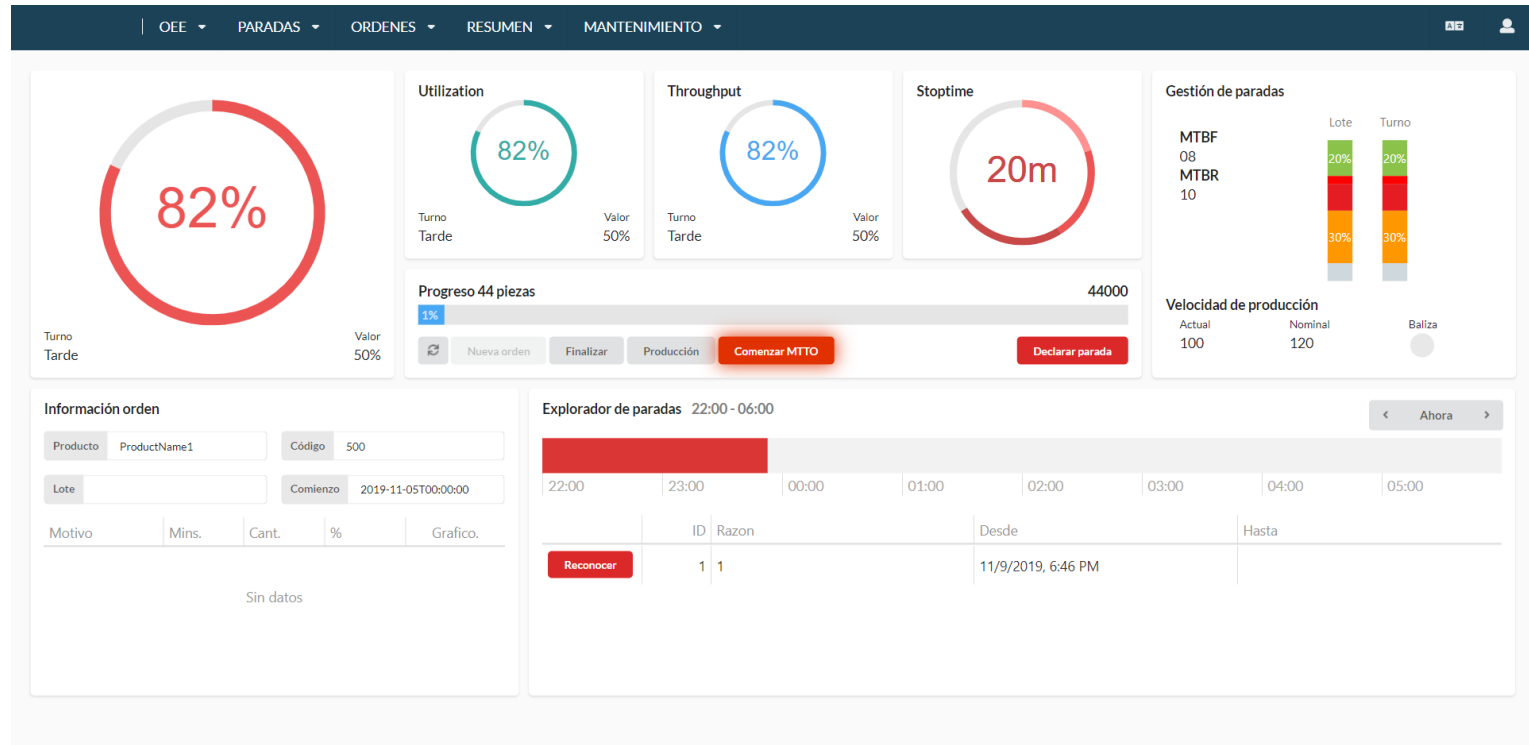 OEE PARADAS ORDENES RESUMEN MANTENIMIENTO
82%
Turno Valor
Tarde 50%
Utilization
82%
Turno Valor
Tarde 50%
Throughput
82%
Turno Valor
Tarde 50%
Stoptime
20m
Progreso 44 piezas 44000
1%
Nueva orden Finalizar Producción Comenzar MTTO Declarar parada
Gestión de paradas
Lote Turno
MTBF
08
MTBR
10
20% 20%
30% 30%
Velocidad de producción
Actual Nominal Baliza
100 120
Información orden
Producto ProductName1 Código 500
Lote Comienzo 2019-11-05T00:00:00
Motivo Mins. Cant. % Grafico.
Sin datos
Explorador de paradas 22:00 - 06:00
Ahora
22:00 23:00 00:00 01:00 02:00 03:00 04:00 05:00
ID Razon Desde Hasta
Reconocer 1 1 11/9/2019, 6:46 PM